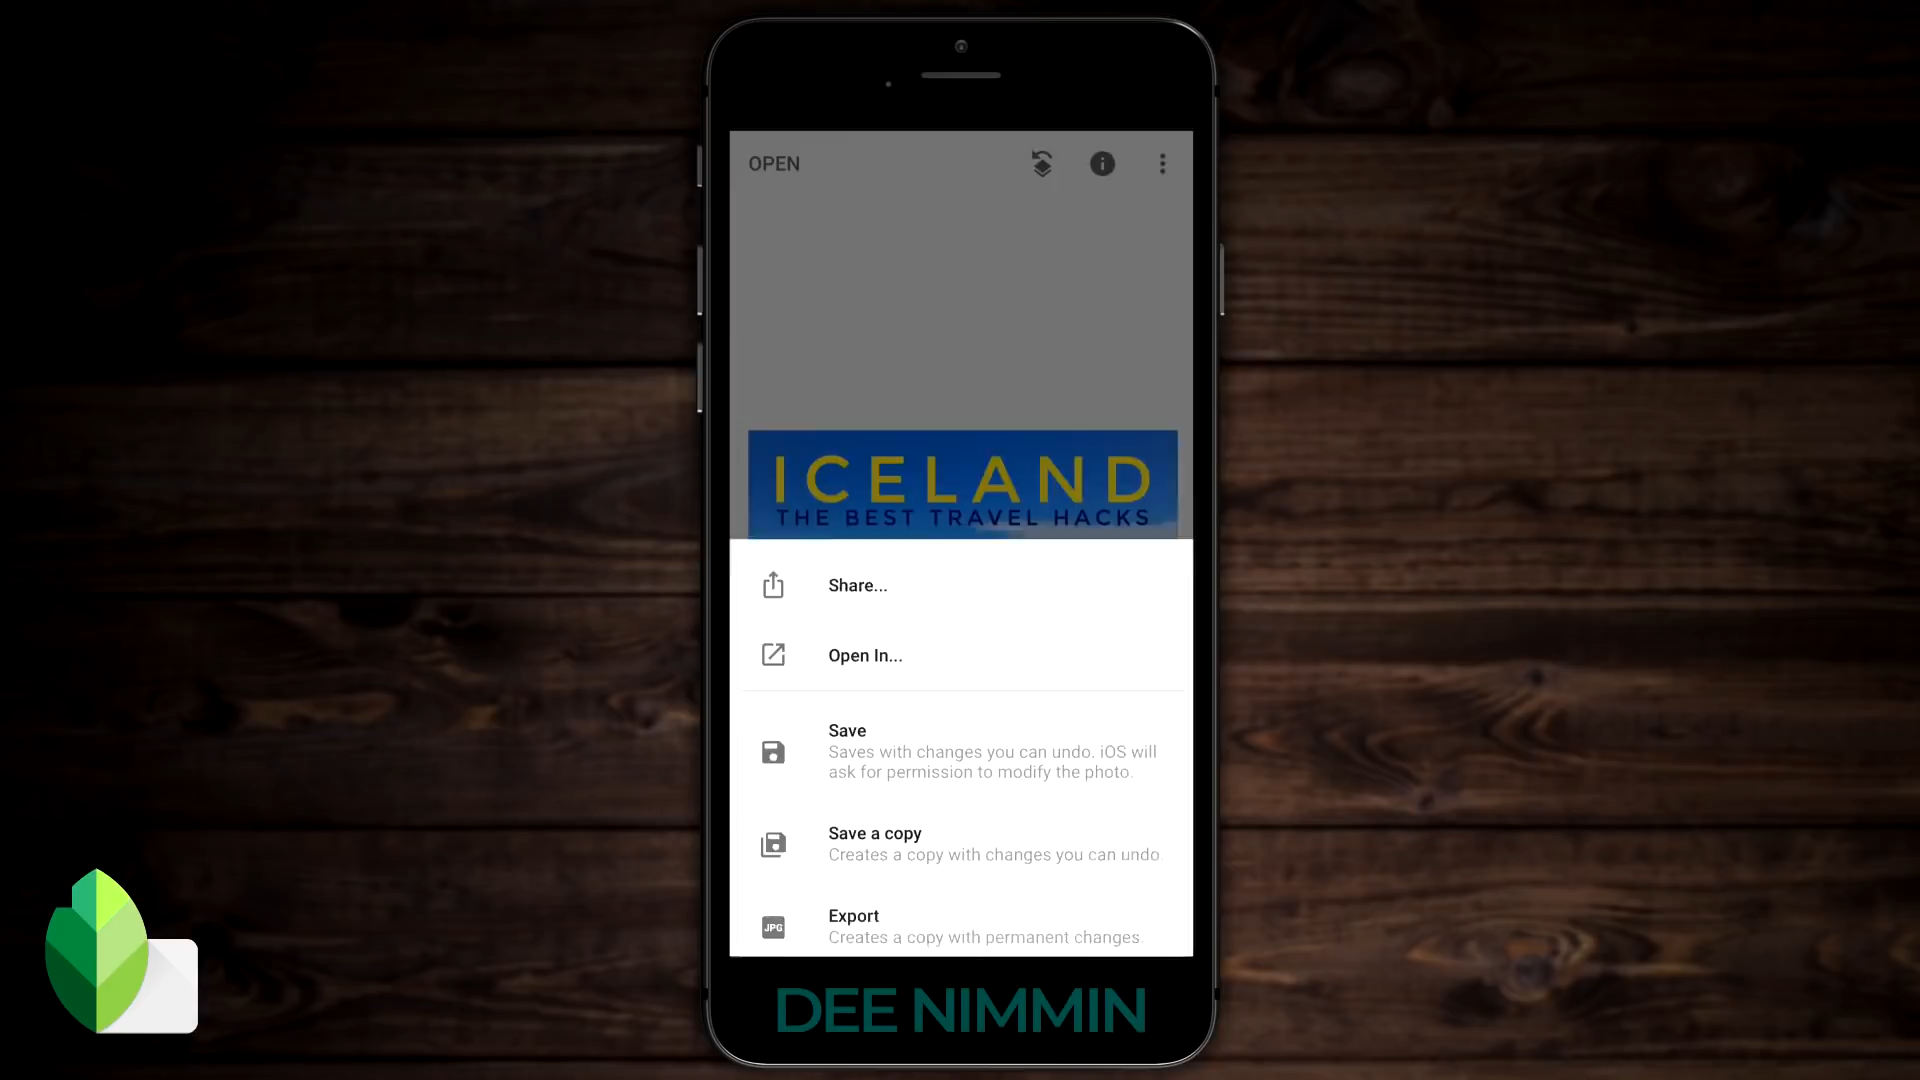 OPEN
ICELAND
THE BEST TRAVEL HACKS
Share...
Open In...
Save
Saves with changes you can undo. iOS will
ask for permission to modify the photo.
Save a copy
Creates a copy with changes you can undo.
JPG
Export
Creates a copy with permanent changes
DEE NIMMIN